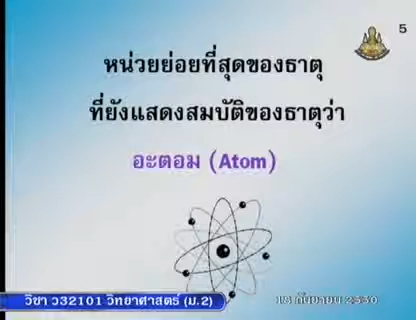 5
หน่วยย่อยที่สุดของธาตุ
ที่ยังแสดงสมบัติของธาตุว่า
อะตอม (Atom)
วิชา ว32101 วิทยาศาสตร์ (ม.2)
18 กันยายน 2550